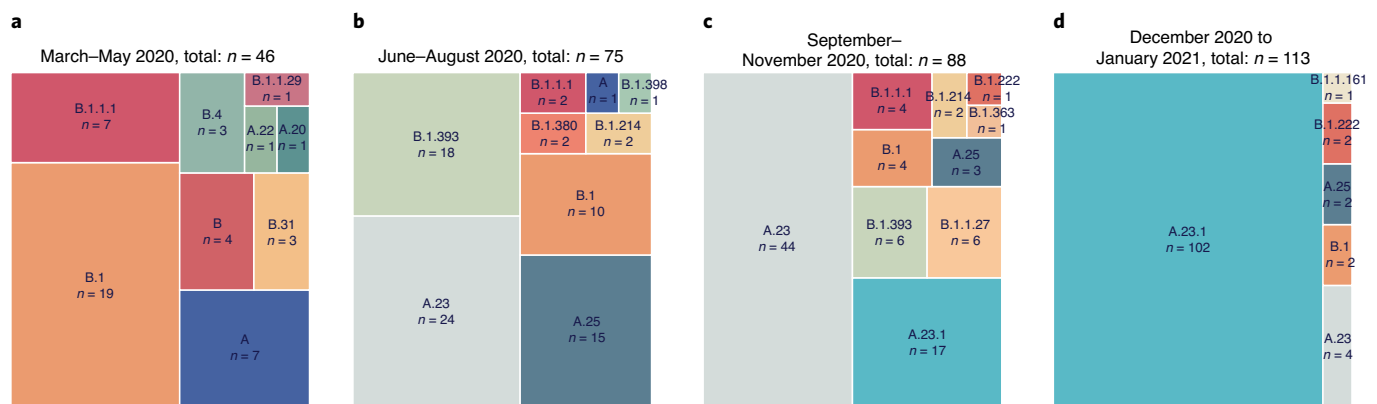 a
March–May 2020, total: n = 46
B.1.1.1
n = 7
B.1
n = 19
B.4
n = 3
B.1.1.29
n = 1
A.22
n = 1
A.20
n = 1
B
n = 4
B.31
n = 3
A
n = 7
b
June–August 2020, total: n = 75
B.1.393
n = 18
A.23
n = 24
B.1.1.1
n = 2
A
n = 1
B.1.398
n = 1
B.1.380
n = 2
B.1.214
n = 2
B.1
n = 10
A.25
n = 15
c
September–
November 2020, total: n = 88
A.23
n = 44
B.1.1.1
n = 4
B.1.214
n = 2
B.1.222
n = 1
B.1.363
n = 1
B.1
n = 4
A.25
n = 3
B.1.393
n = 6
B.1.1.27
n = 6
A.23.1
n = 17
d
December 2020 to
January 2021, total: n = 113
A.23.1
n = 102
B.1.1.161
n = 1
B.1.222
n = 2
A.25
n = 2
B.1
n = 2
A.23
n = 4